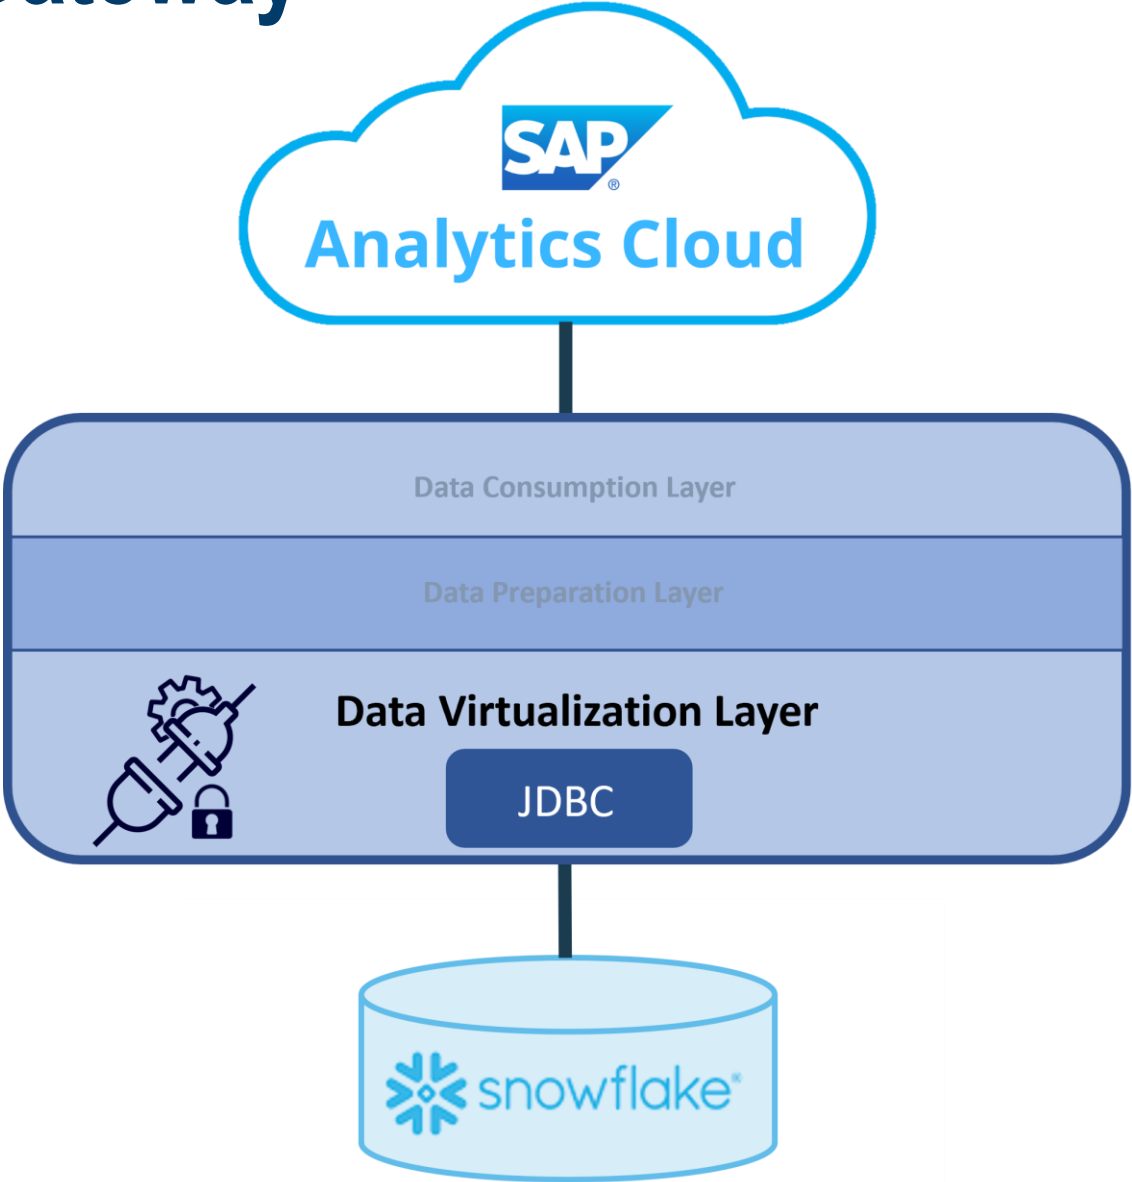 SAP
®
Analytics Cloud
Data Consumption Layer
Data Preparation Layer
Data Virtualization Layer
JDBC
snowflake®